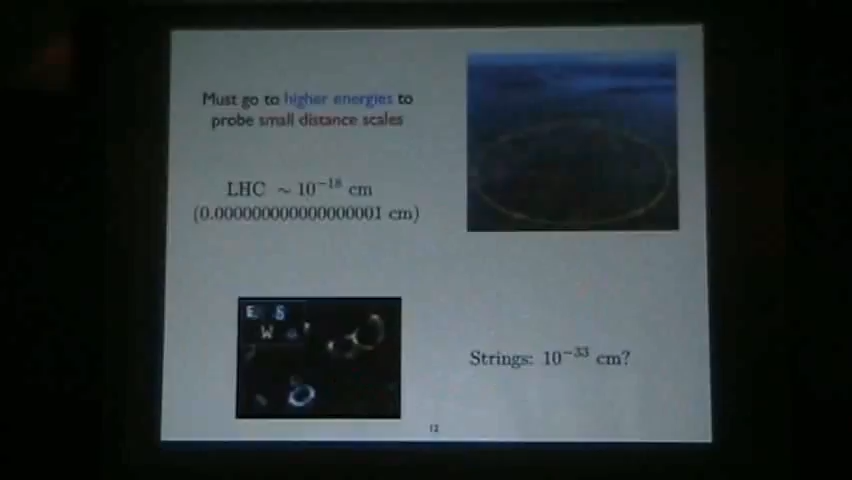 Must go to higher energies to
probe small distance scales
LHC ∼ 10⁻¹⁸ cm
(0.000000000000000001 cm)
E S
W
Strings: 10⁻³³ cm?
12